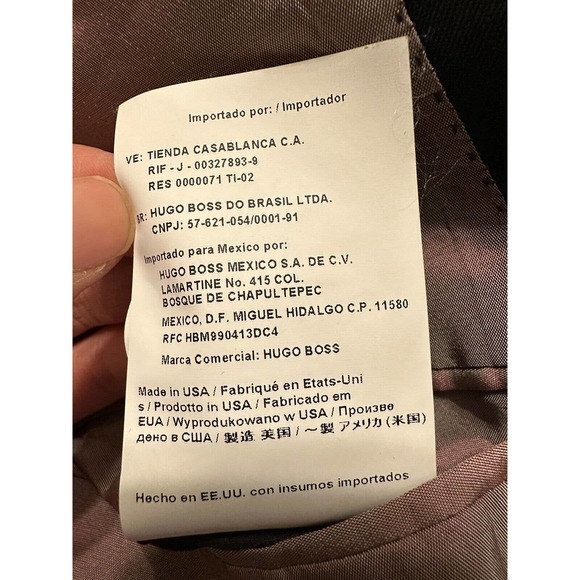 Importado por: / Importador
VE: TIENDA CASABLANCA C.A.
RIF - J - 00327893-9
RES 0000071 TI-02
BR: HUGO BOSS DO BRASIL LTDA.
CNPJ: 57-621-054/0001-91
Importado para Mexico por:
HUGO BOSS MEXICO S.A. DE C.V.
LAMARTINE No. 415 COL.
BOSQUE DE CHAPULTEPEC
MEXICO, D.F. MIGUEL HIDALGO C.P. 11580
RFC HBM990413DC4
Marca Comercial: HUGO BOSS
Made in USA / Fabriqué en Etats-Uni
s / Prodotto in USA / Fabricado em
EUA / Wyprodukowano w USA / Произве
дено в США / 製造 美国 / ～製 アメリカ (米国)
Hecho en EE.UU. con insumos importados